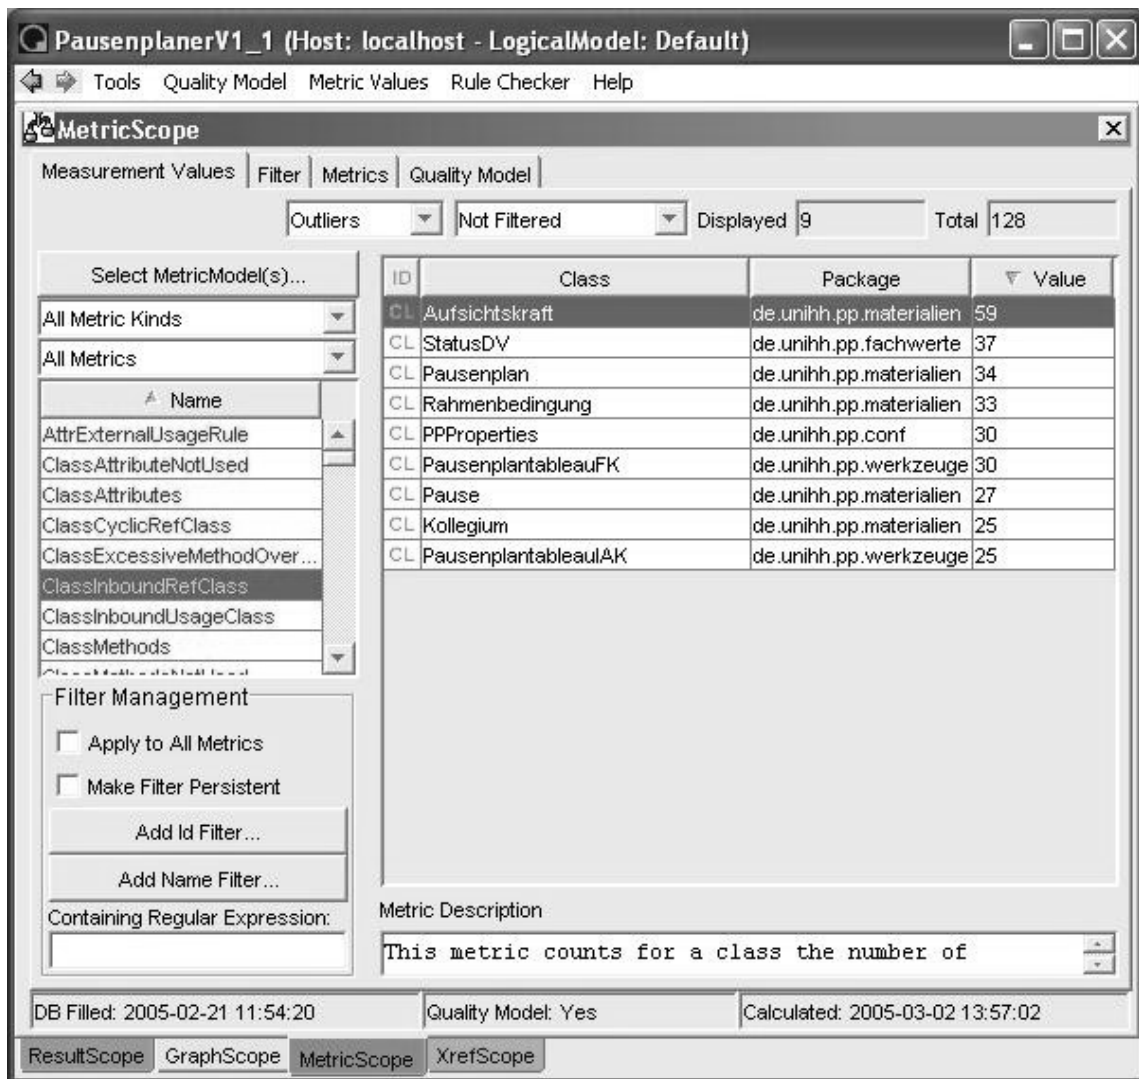 PausenplanerV1_1 (Host: localhost - LogicalModel: Default)
Tools Quality Model Metric Values Rule Checker Help
MetricScope
Measurement Values Filter Metrics Quality Model
Outliers Not Filtered Displayed 9 Total 128
Select MetricModel(s)...
All Metric Kinds
All Metrics
Name
AttrExternalUsageRule
ClassAttributeNotUsed
ClassAttributes
ClassCyclicRefClass
ClassExcessiveMethodOver...
ClassInboundRefClass
ClassInboundUsageClass
ClassMethods
ID Class Package Value
CL Aufsichtskraft de.unihh.pp.materialien 59
CL StatusDV de.unihh.pp.fachwerte 37
CL Pausenplan de.unihh.pp.materialien 34
CL Rahmenbedingung de.unihh.pp.materialien 33
CL PPProperties de.unihh.pp.conf 30
CL PausenplantableauFK de.unihh.pp.werkzeuge 30
CL Pause de.unihh.pp.materialien 27
CL Kollegium de.unihh.pp.materialien 25
CL PausenplantableauIAK de.unihh.pp.werkzeuge 25
Filter Management
Apply to All Metrics
Make Filter Persistent
Add Id Filter...
Add Name Filter...
Containing Regular Expression:
Metric Description
This metric counts for a class the number of
DB Filled: 2005-02-21 11:54:20 Quality Model: Yes Calculated: 2005-03-02 13:57:02
ResultScope GraphScope MetricScope XrefScope